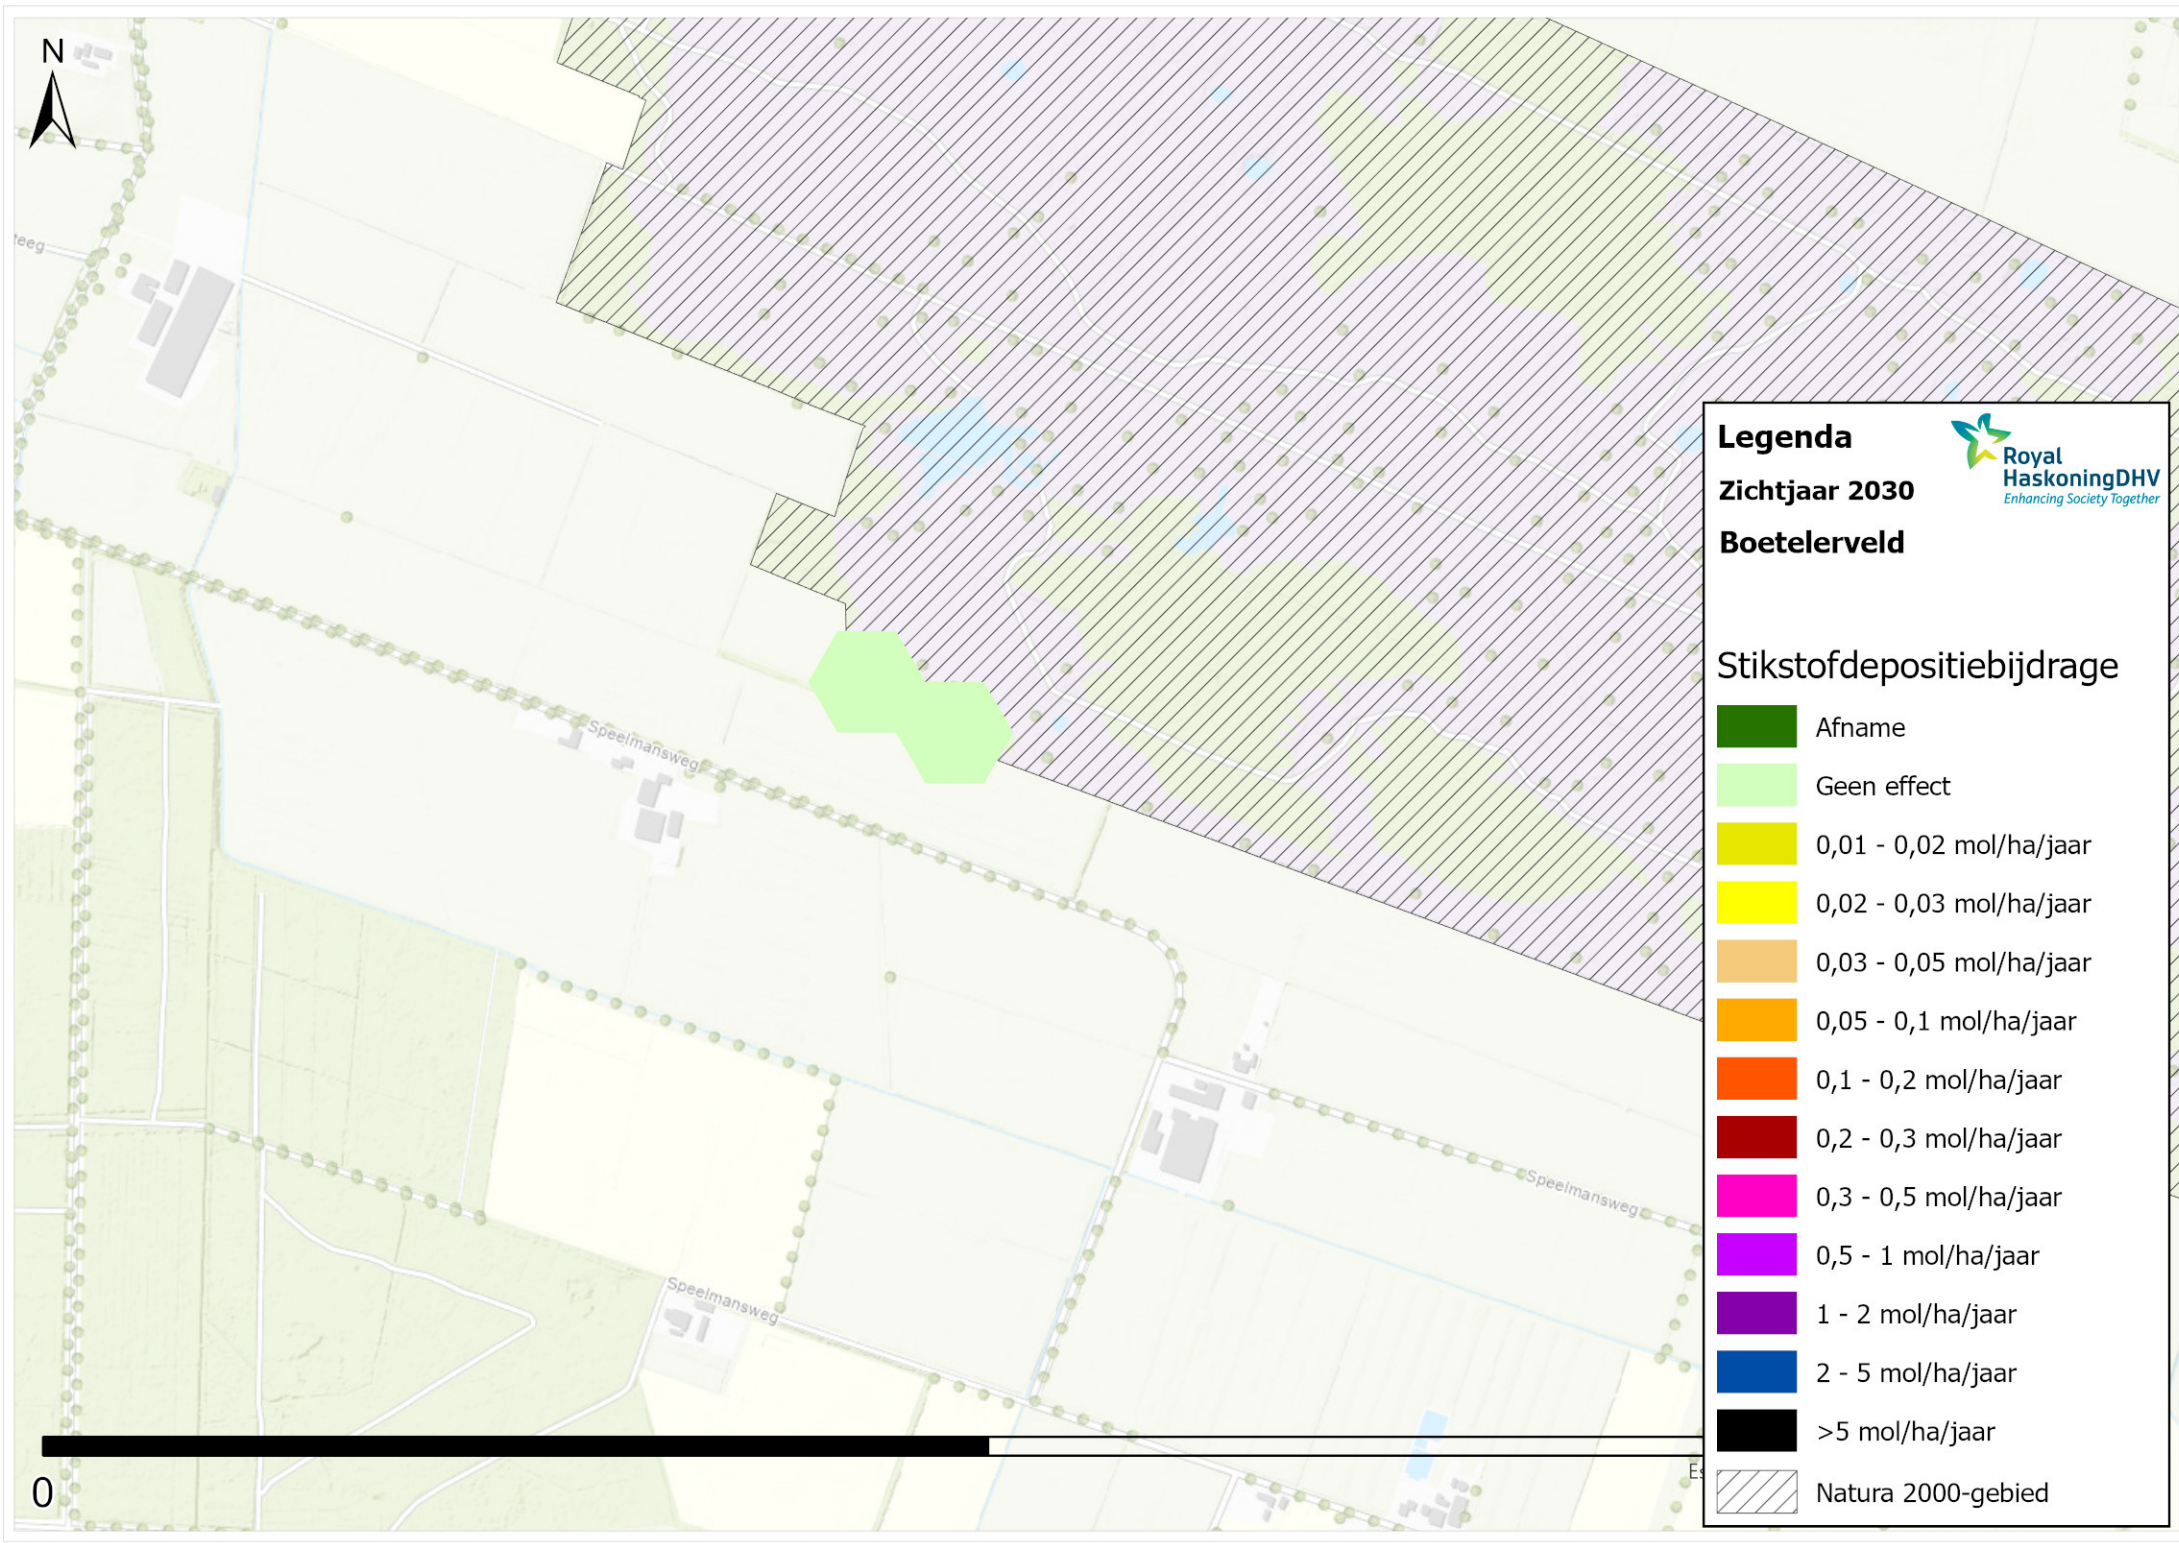 N
teeg
Speelmansweg
Speelmansweg
Speelmansweg
0
Es
Legenda
Royal
HaskoningDHV
Enhancing Society Together
Zichtjaar 2030
Boetelerveld
Stikstofdepositiebijdrage
Afname
Geen effect
0,01 - 0,02 mol/ha/jaar
0,02 - 0,03 mol/ha/jaar
0,03 - 0,05 mol/ha/jaar
0,05 - 0,1 mol/ha/jaar
0,1 - 0,2 mol/ha/jaar
0,2 - 0,3 mol/ha/jaar
0,3 - 0,5 mol/ha/jaar
0,5 - 1 mol/ha/jaar
1 - 2 mol/ha/jaar
2 - 5 mol/ha/jaar
>5 mol/ha/jaar
Natura 2000-gebied